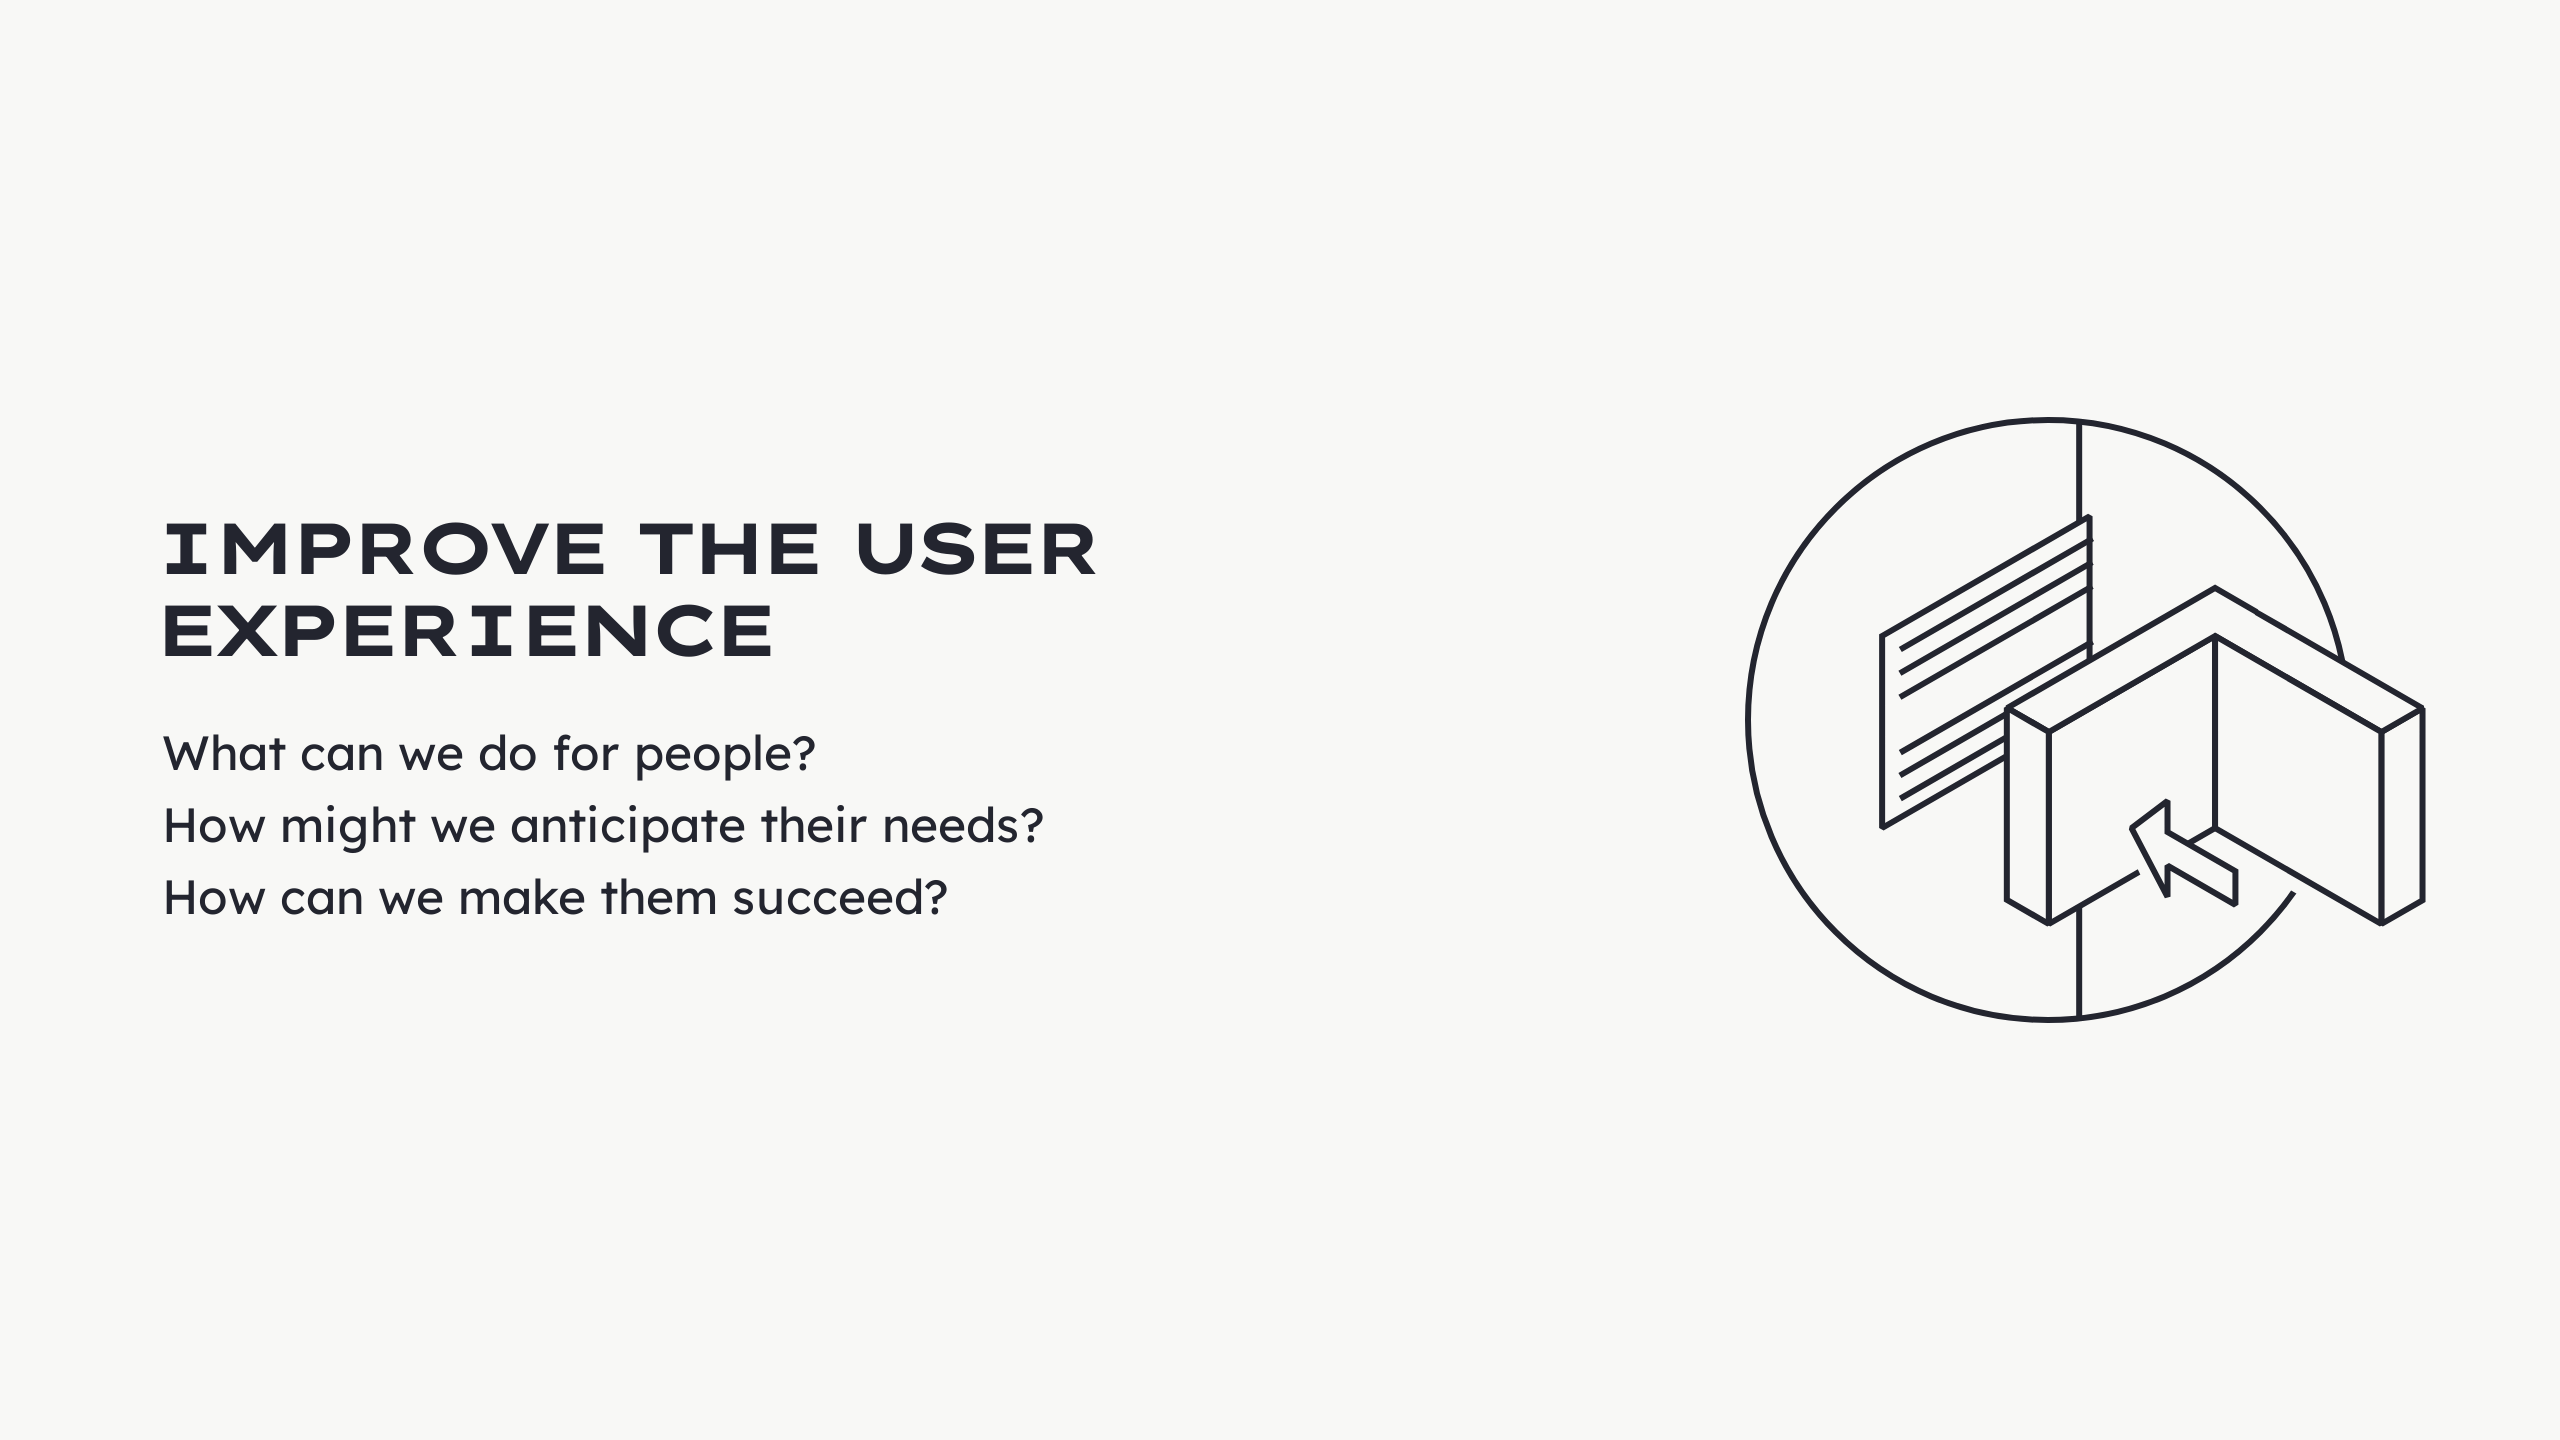 IMPROVE THE USER
EXPERIENCE
What can we do for people?
How might we anticipate their needs?
How can we make them succeed?